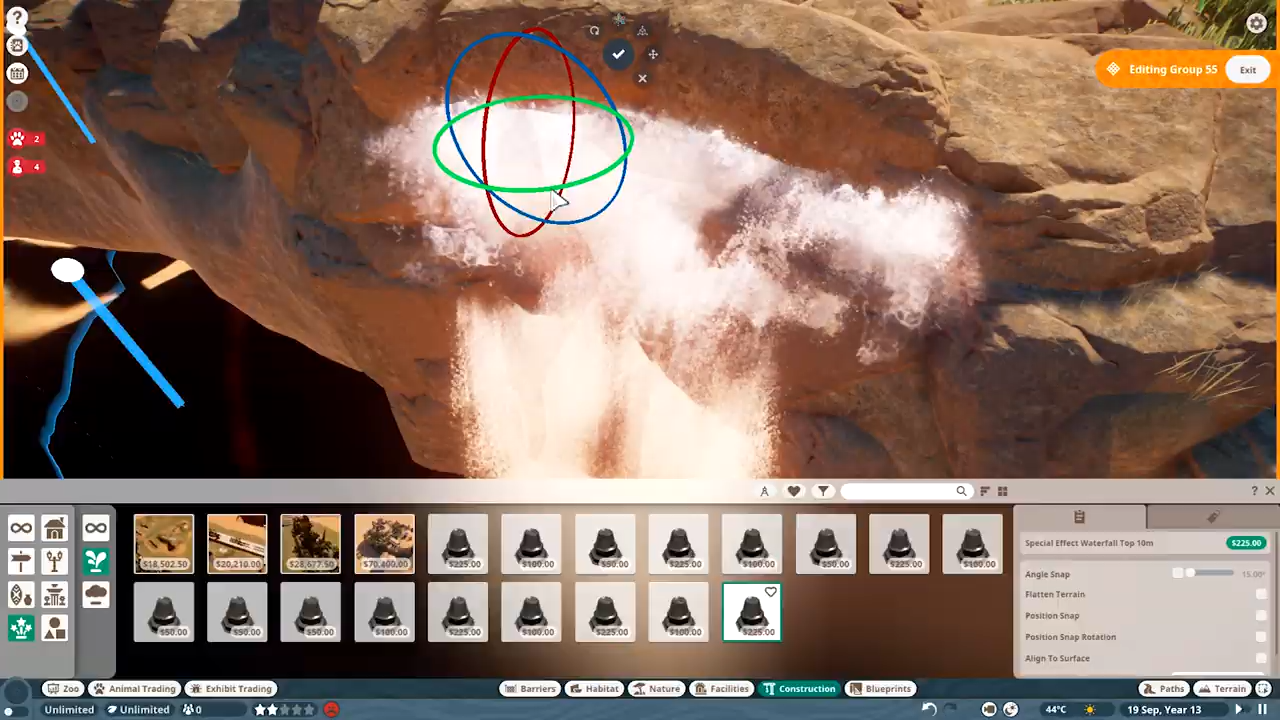 ?
Editing Group 55
Exit
2
4
? ×
$18,502.50
$20,210.00
$28,677.50
$70,400.00
$225.00
$100.00
$50.00
$225.00
$100.00
$50.00
$225.00
$100.00
$50.00
$50.00
$50.00
$100.00
$225.00
$100.00
$225.00
$100.00
$225.00
Special Effect Waterfall Top 10m
$225.00
Angle Snap
15.00°
Flatten Terrain
Position Snap
Position Snap Rotation
Align To Surface
Zoo
Animal Trading
Exhibit Trading
Barriers
Habitat
Nature
Facilities
Construction
Blueprints
Paths
Terrain
Unlimited
Unlimited
0
44°C
19 Sep, Year 13